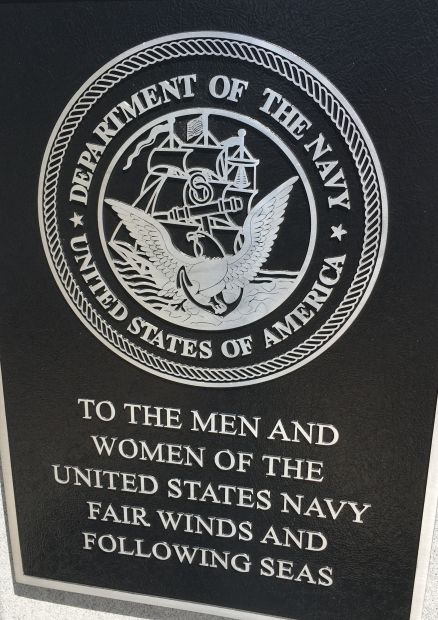 DEPARTMENT OF THE NAVY
UNITED STATES OF AMERICA
TO THE MEN AND
WOMEN OF THE
UNITED STATES NAVY
FAIR WINDS AND
FOLLOWING SEAS